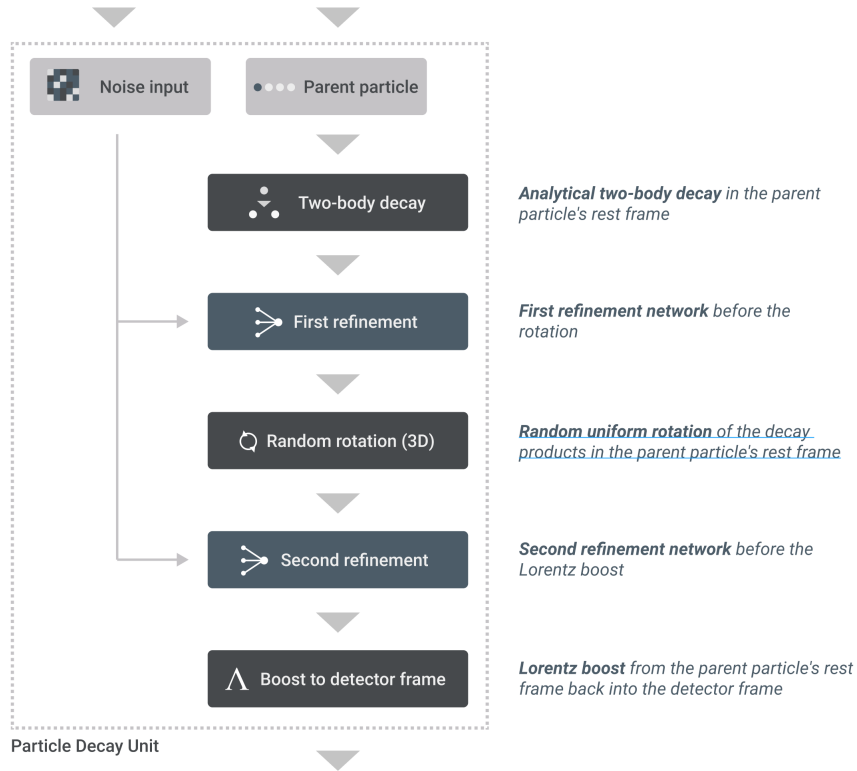 Noise input
Parent particle
Two-body decay
Analytical two-body decay in the parent
particle's rest frame
First refinement
First refinement network before the
rotation
Random rotation (3D)
Random uniform rotation of the decay
products in the parent particle's rest frame
Second refinement
Second refinement network before the
Lorentz boost
Λ Boost to detector frame
Lorentz boost from the parent particle's rest
frame back into the detector frame
Particle Decay Unit